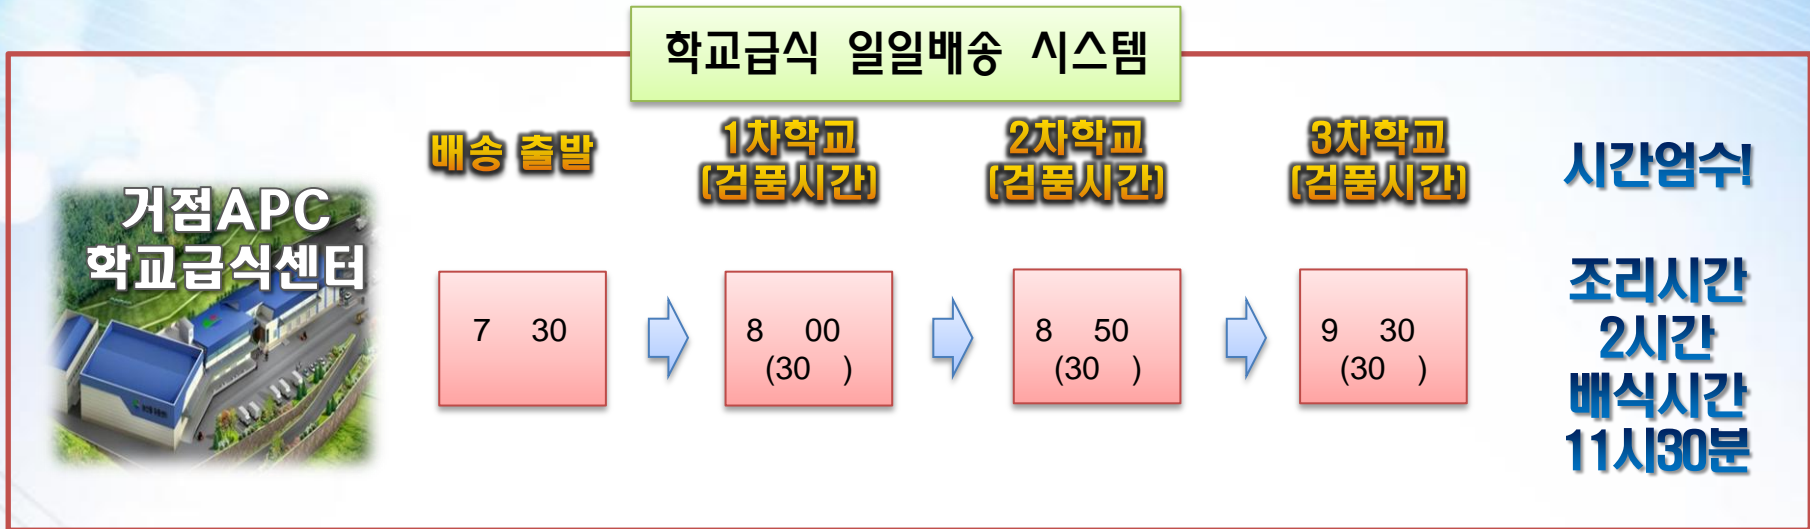 학교급식 일일배송 시스템
거점APC
학교급식센터
배송 출발
7 30
1차학교
(검품시간)
8 00
(30 )
2차학교
(검품시간)
8 50
(30 )
3차학교
(검품시간)
9 30
(30 )
시간엄수!
조리시간
2시간
배식시간
11시30분